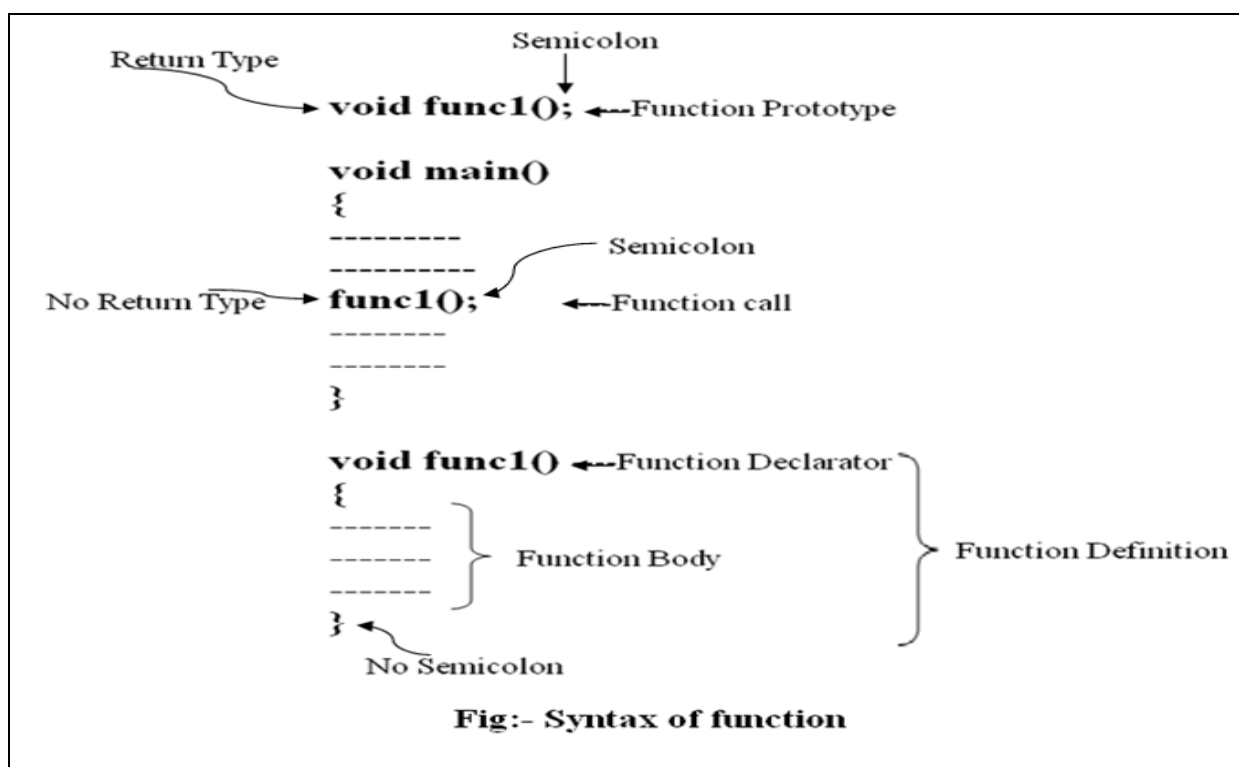 Semicolon
Return Type
void func1(); Function Prototype
void main()
{
---------
Semicolon
----------
No Return Type func1(); Function call
--------
--------
}
void func1() Function Declarator
{
-------
Function Body Function Definition
-------
-------
}
No Semicolon
Fig:- Syntax of function